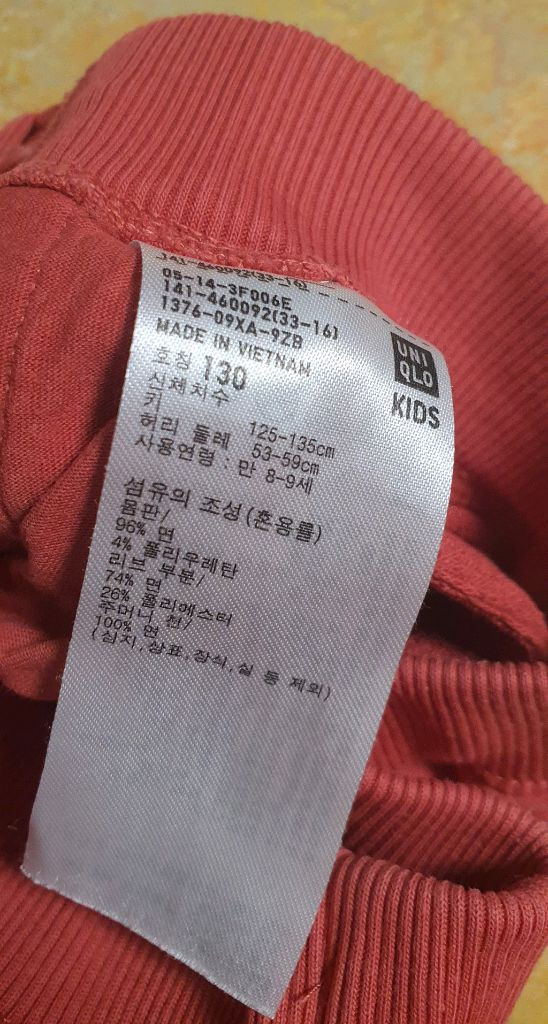 141-460092(33-16)
05-14-3F006E
141-460092(33-16)
1376-09XA-9ZB
MADE IN VIETNAM
UNI
QLO
KIDS
호칭 130
신체치수
키 125-135cm
허리 둘레 53-59cm
사용연령 : 만 8-9세
섬유의 조성(혼용률)
몸판/
96% 면
4% 폴리우레탄
리브 부분/
74% 면
26% 폴리에스터
주머니 천/
100% 면
(심지,상표,장식,실 등 제외)